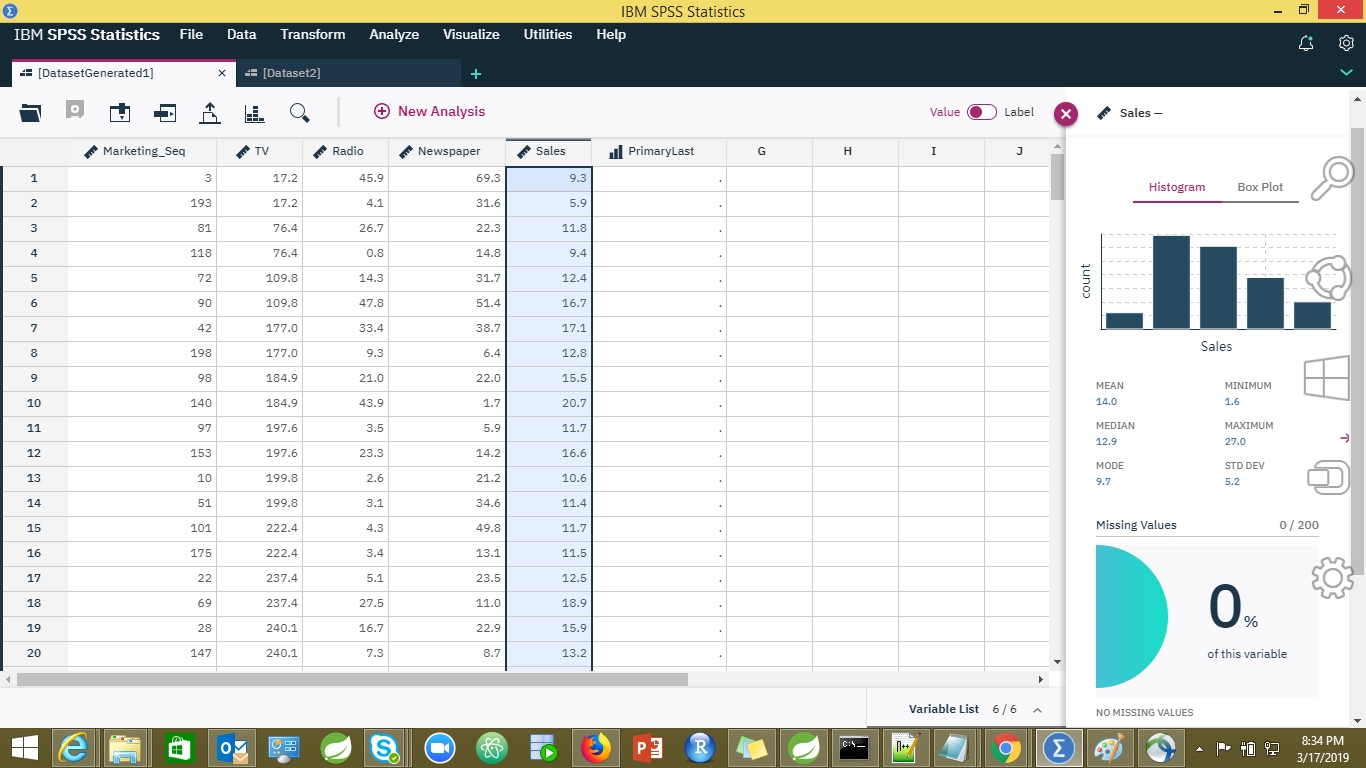 IBM SPSS Statistics
IBM SPSS Statistics File Data Transform Analyze Visualize Utilities Help
[DatasetGenerated1] × [Dataset2] +
New Analysis Value Label
Marketing_Seq TV Radio Newspaper Sales PrimaryLast G H I J
1 3 17.2 45.9 69.3 9.3 .
2 193 17.2 4.1 31.6 5.9 .
3 81 76.4 26.7 22.3 11.8 .
4 118 76.4 0.8 14.8 9.4 .
5 72 109.8 14.3 31.7 12.4 .
6 90 109.8 47.8 51.4 16.7 .
7 42 177.0 33.4 38.7 17.1 .
8 198 177.0 9.3 6.4 12.8 .
9 98 184.9 21.0 22.0 15.5 .
10 140 184.9 43.9 1.7 20.7 .
11 97 197.6 3.5 5.9 11.7 .
12 153 197.6 23.3 14.2 16.6 .
13 10 199.8 2.6 21.2 10.6 .
14 51 199.8 3.1 34.6 11.4 .
15 101 222.4 4.3 49.8 11.7 .
16 175 222.4 3.4 13.1 11.5 .
17 22 237.4 5.1 23.5 12.5 .
18 69 237.4 27.5 11.0 18.9 .
19 28 240.1 16.7 22.9 15.9 .
20 147 240.1 7.3 8.7 13.2 .
Variable List 6 / 6
Sales —
Histogram Box Plot
count
Sales
MEAN MINIMUM
14.0 1.6
MEDIAN MAXIMUM
12.9 27.0
MODE STD DEV
9.7 5.2
Missing Values 0 / 200
0%
of this variable
NO MISSING VALUES
8:34 PM
3/17/2019